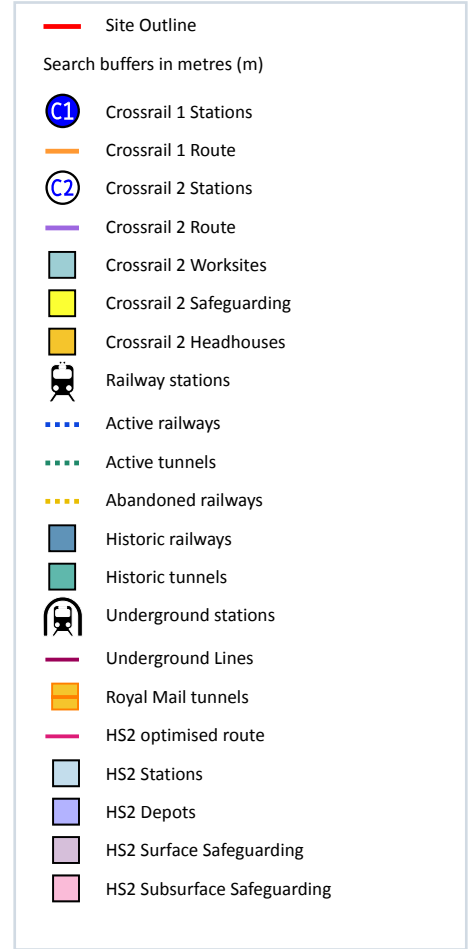 Site Outline
Search buffers in metres (m)
C1 Crossrail 1 Stations
Crossrail 1 Route
C2 Crossrail 2 Stations
Crossrail 2 Route
Crossrail 2 Worksites
Crossrail 2 Safeguarding
Crossrail 2 Headhouses
Railway stations
Active railways
Active tunnels
Abandoned railways
Historic railways
Historic tunnels
Underground stations
Underground Lines
Royal Mail tunnels
HS2 optimised route
HS2 Stations
HS2 Depots
HS2 Surface Safeguarding
HS2 Subsurface Safeguarding